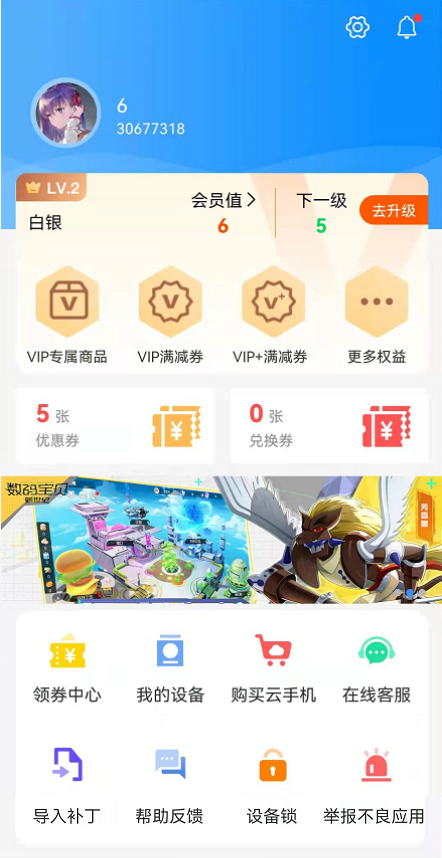 6
30677318
LV.2
白银
会员值
6
下一级
5
去升级
VIP专属商品
VIP满减券
VIP+满减券
更多权益
5 张
优惠券
0 张
兑换券
数码宝贝
新世纪
领券中心
我的设备
购买云手机
在线客服
导入补丁
帮助反馈
设备锁
举报不良应用